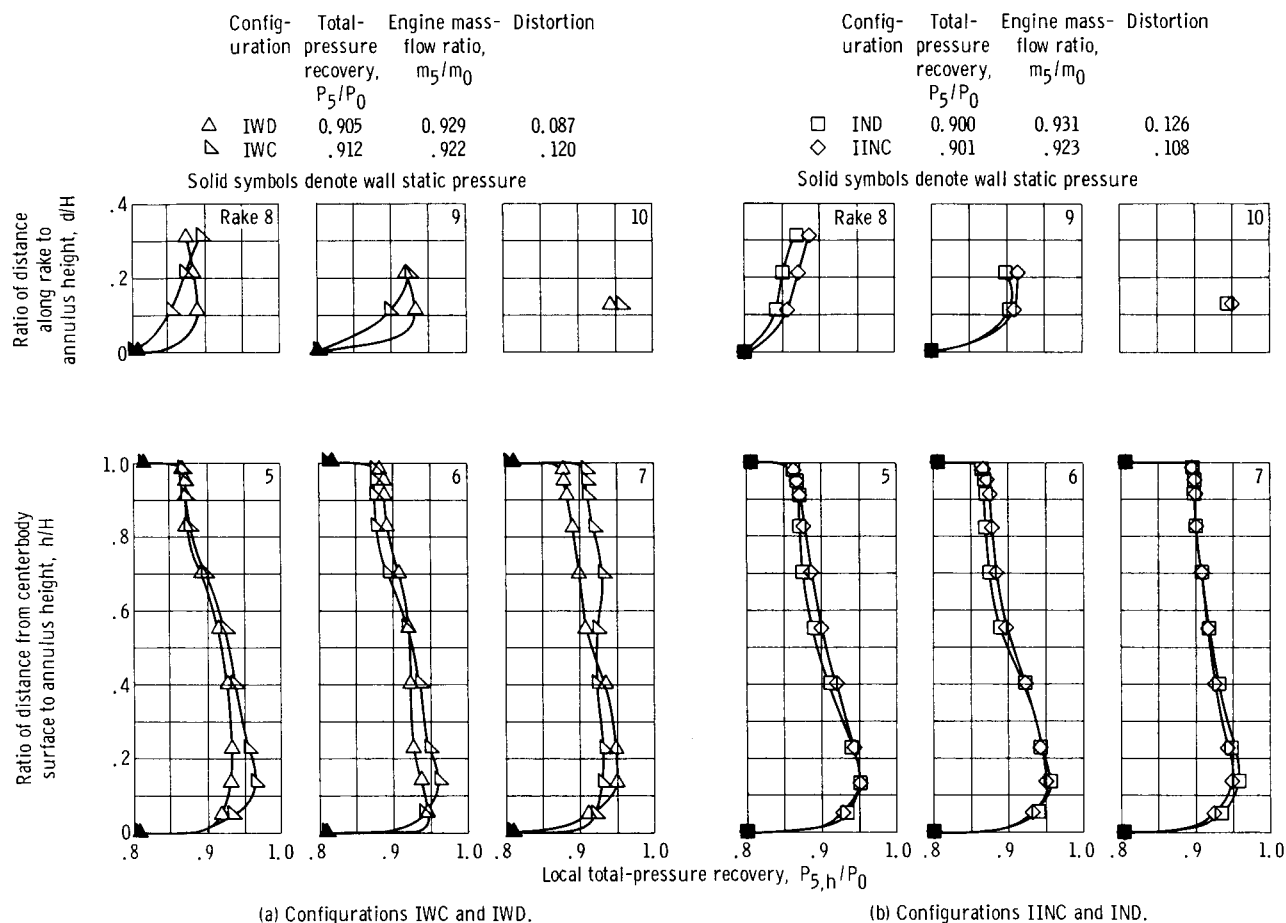 Config-
uration
Total-
pressure
recovery,
P5/P0
Engine mass-
flow ratio,
m5/m0
Distortion
IWD 0.905 0.929 0.087
IWC .912 .922 .120
Solid symbols denote wall static pressure
Config-
uration
Total-
pressure
recovery,
P5/P0
Engine mass-
flow ratio,
m5/m0
Distortion
IND 0.900 0.931 0.126
IINC .901 .923 .108
Solid symbols denote wall static pressure
Ratio of distance
along rake to
annulus height, d/H
.4
.2
0
Rake 8
9
10
Rake 8
9
10
Ratio of distance from centerbody
surface to annulus height, h/H
1.0
.8
.6
.4
.2
0
5
6
7
5
6
7
.8 .9 1.0 .8 .9 1.0 .8 .9 1.0 .8 .9 1.0 .8 .9 1.0 .8 .9 1.0
Local total-pressure recovery, P5,h/P0
(a) Configurations IWC and IWD.
(b) Configurations IINC and IND.